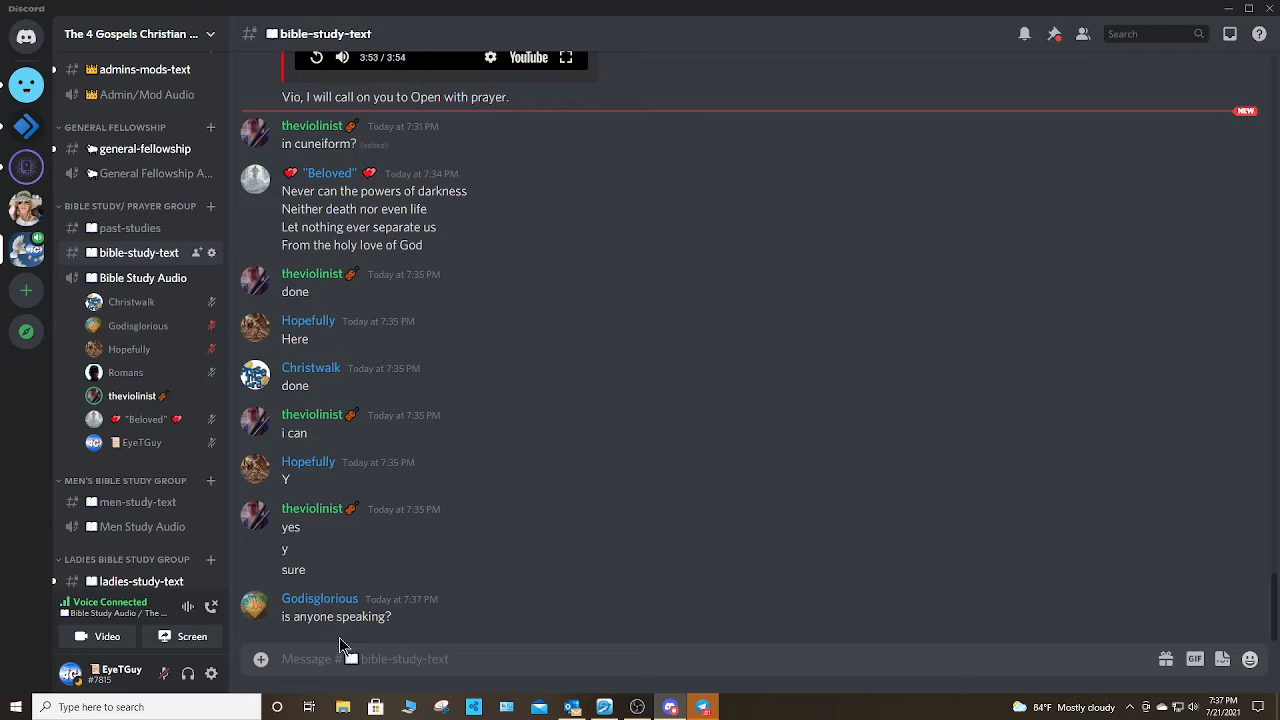 Discord
The 4 Gospels Christian ...
bible-study-text
Search
admins-mods-text
Admin/Mod Audio
GENERAL FELLOWSHIP
general-fellowship
General Fellowship A...
BIBLE STUDY/ PRAYER GROUP
past-studies
bible-study-text
Bible Study Audio
Christwalk
Godisglorious
Hopefully
Romans
theviolinist
"Beloved"
EyeTGuy
MEN'S BIBLE STUDY GROUP
men-study-text
Men Study Audio
LADIES BIBLE STUDY GROUP
ladies-study-text
Voice Connected
Bible Study Audio / The ...
Video
Screen
EyeTGuy
#7815
3:53 / 3:54
YouTube
Vio, I will call on you to Open with prayer.
NEW
theviolinist Today at 7:31 PM
in cuneiform? (edited)
"Beloved" Today at 7:34 PM
Never can the powers of darkness
Neither death nor even life
Let nothing ever separate us
From the holy love of God
theviolinist Today at 7:35 PM
done
Hopefully Today at 7:35 PM
Here
Christwalk Today at 7:35 PM
done
theviolinist Today at 7:35 PM
i can
Hopefully Today at 7:35 PM
Y
theviolinist Today at 7:35 PM
yes
y
sure
Godisglorious Today at 7:37 PM
is anyone speaking?
Message # bible-study-text
GIF
Type here to search
84°F Mostly cloudy
7:37 PM
7/21/2021